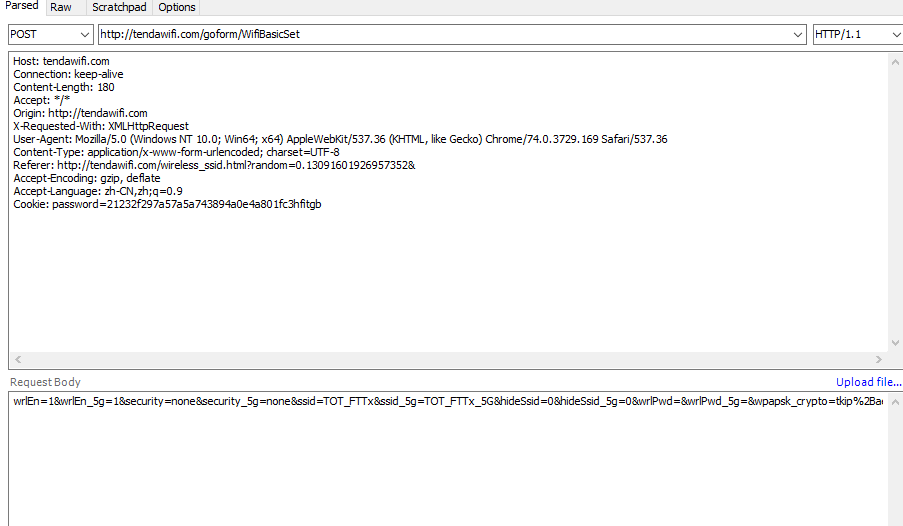 Parsed Raw Scratchpad Options
POST http://tendawifi.com/goform/WifiBasicSet HTTP/1.1
Host: tendawifi.com
Connection: keep-alive
Content-Length: 180
Accept: */*
Origin: http://tendawifi.com
X-Requested-With: XMLHttpRequest
User-Agent: Mozilla/5.0 (Windows NT 10.0; Win64; x64) AppleWebKit/537.36 (KHTML, like Gecko) Chrome/74.0.3729.169 Safari/537.36
Content-Type: application/x-www-form-urlencoded; charset=UTF-8
Referer: http://tendawifi.com/wireless_ssid.html?random=0.13091601926957352&
Accept-Encoding: gzip, deflate
Accept-Language: zh-CN,zh;q=0.9
Cookie: password=21232f297a57a5a743894a0e4a801fc3hfitgb
Request Body Upload file...
wrlEn=1&wrlEn_5g=1&security=none&security_5g=none&ssid=TOT_FTTx&ssid_5g=TOT_FTTx_5G&hideSsid=0&hideSsid_5g=0&wrlPwd=&wrlPwd_5g=&wpapsk_crypto=tkip%2Bae